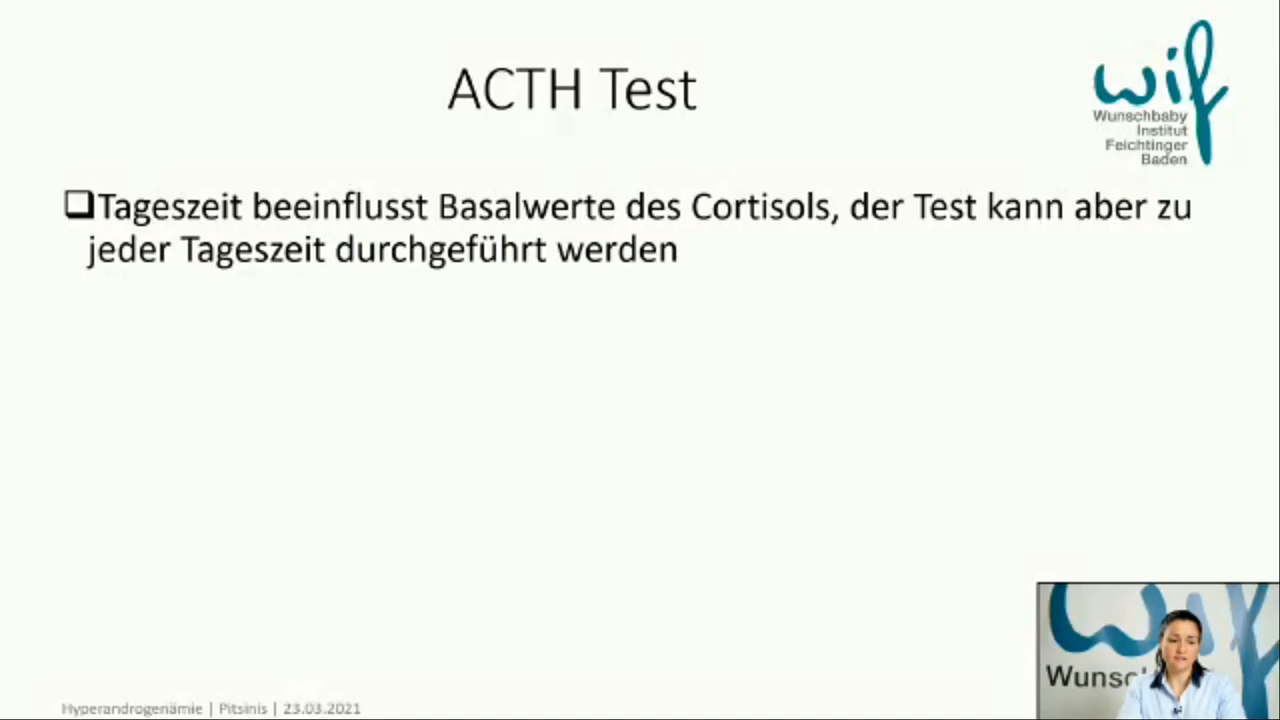 ACTH Test
wif
Wunschbaby
Institut
Feichtinger
Baden
❑Tageszeit beeinflusst Basalwerte des Cortisols, der Test kann aber zu
jeder Tageszeit durchgeführt werden
Wunsc
Hyperandrogenämie | Pitsinis | 23.03.2021